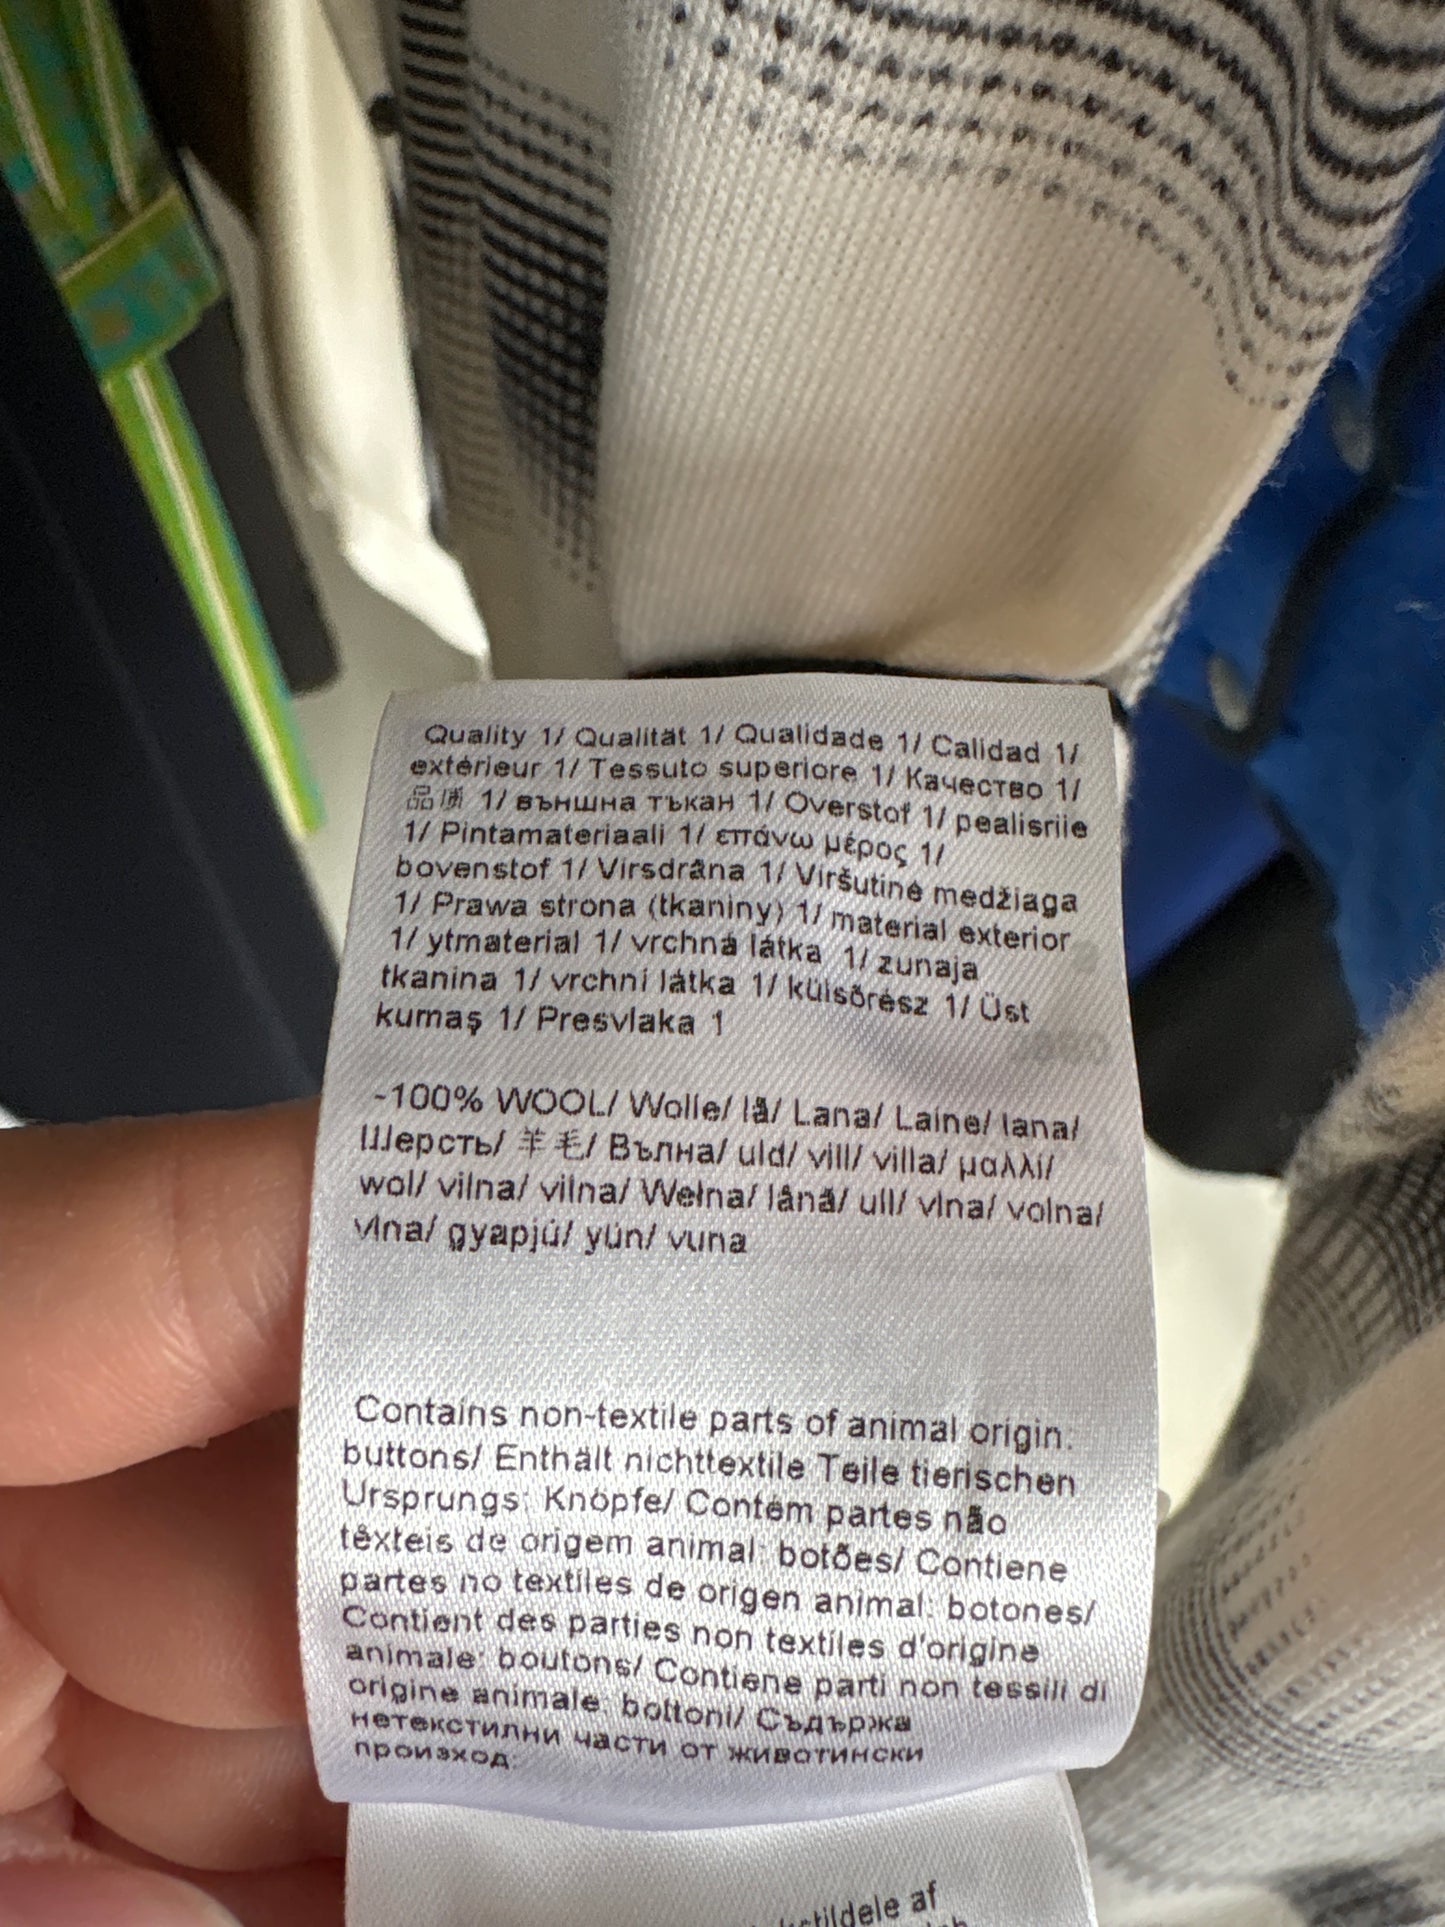 Quality 1/ Qualität 1/ Qualidade 1/ Calidad 1/
extérieur 1/ Tessuto superiore 1/ Качество 1/
品质 1/ външна тъкан 1/ Overstof 1/ pealisriie
1/ Pintamateriaali 1/ επάνω μέρος 1/
bovenstof 1/ Virsdrāna 1/ Viršutinė medžiaga
1/ Prawa strona (tkaniny) 1/ material exterior
1/ ytmaterial 1/ vrchná látka 1/ zunaja
tkanina 1/ vrchní látka 1/ külsőrész 1/ Üst
kumaş 1/ Presvlaka 1
-100% WOOL/ Wolle/ lã/ Lana/ Laine/ lana/
Шерсть/ 羊毛/ Вълна/ uld/ vill/ villa/ μαλλί/
wol/ vilna/ vilna/ Wełna/ lână/ ull/ vlna/ volna/
vlna/ gyapjú/ yün/ vuna
Contains non-textile parts of animal origin:
buttons/ Enthält nichttextile Teile tierischen
Ursprungs: Knöpfe/ Contém partes não
têxteis de origem animal: botões/ Contiene
partes no textiles de origen animal: botones/
Contient des parties non textiles d'origine
animale: boutons/ Contiene parti non tessili di
origine animale: bottoni/ Съдържа
нетекстилни части от животински
произход:
af